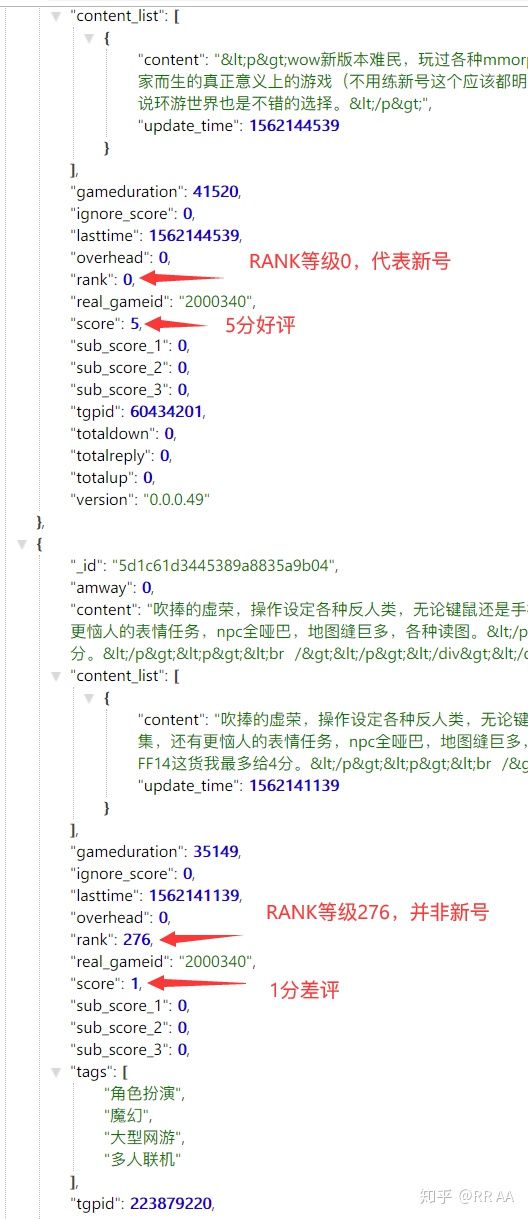 "content_list": [
{
"content": "&lt;p&gt;wow新版本难民，玩过各种mmorp
家而生的真正意义上的游戏（不用练新号这个应该都明
说环游世界也是不错的选择。&lt;/p&gt;",
"update_time": 1562144539
}
],
"gameduration": 41520,
"ignore_score": 0,
"lasttime": 1562144539,
"overhead": 0,
"rank": 0,
RANK等级0，代表新号
"real_gameid": "2000340",
"score": 5,
5分好评
"sub_score_1": 0,
"sub_score_2": 0,
"sub_score_3": 0,
"tgpid": 60434201,
"totaldown": 0,
"totalreply": 0,
"totalup": 0,
"version": "0.0.0.49"
},
{
"_id": "5d1c61d3445389a8835a9b04",
"amway": 0,
"content": "吹捧的虚荣，操作设定各种反人类，无论键鼠还是手
更恼人的表情任务，npc全哑巴，地图缝巨多，各种读图。&lt;/p
分。&lt;/p&gt;&lt;p&gt;&lt;br /&gt;&lt;/p&gt;&lt;/div&gt;&lt;/
"content_list": [
{
"content": "吹捧的虚荣，操作设定各种反人类，无论键
集，还有更恼人的表情任务，npc全哑巴，地图缝巨多，
FF14这货我最多给4分。&lt;/p&gt;&lt;p&gt;&lt;br /&g
"update_time": 1562141139
}
],
"gameduration": 35149,
"ignore_score": 0,
"lasttime": 1562141139,
"overhead": 0,
RANK等级276，并非新号
"rank": 276,
"real_gameid": "2000340",
"score": 1,
1分差评
"sub_score_1": 0,
"sub_score_2": 0,
"sub_score_3": 0,
"tags": [
"角色扮演",
"魔幻",
"大型网游",
"多人联机"
],
"tgpid": 223879220,
知乎 @RR AA